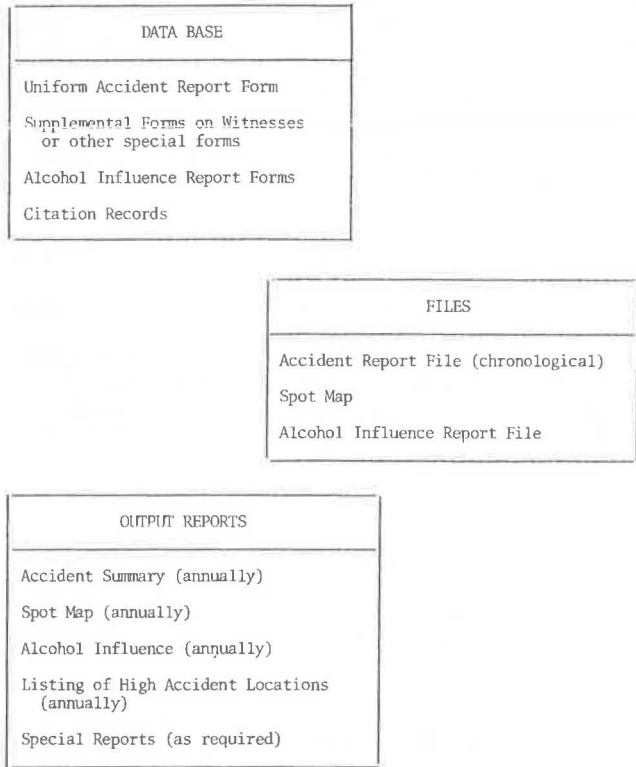 DATA BASE
Uniform Accident Report Form
Supplemental Forms on Witnesses
or other special forms
Alcohol Influence Report Forms
Citation Records
FILES
Accident Report File (chronological)
Spot Map
Alcohol Influence Report File
OUTPUT REPORTS
Accident Summary (annually)
Spot Map (annually)
Alcohol Influence (annually)
Listing of High Accident Locations
(annually)
Special Reports (as required)